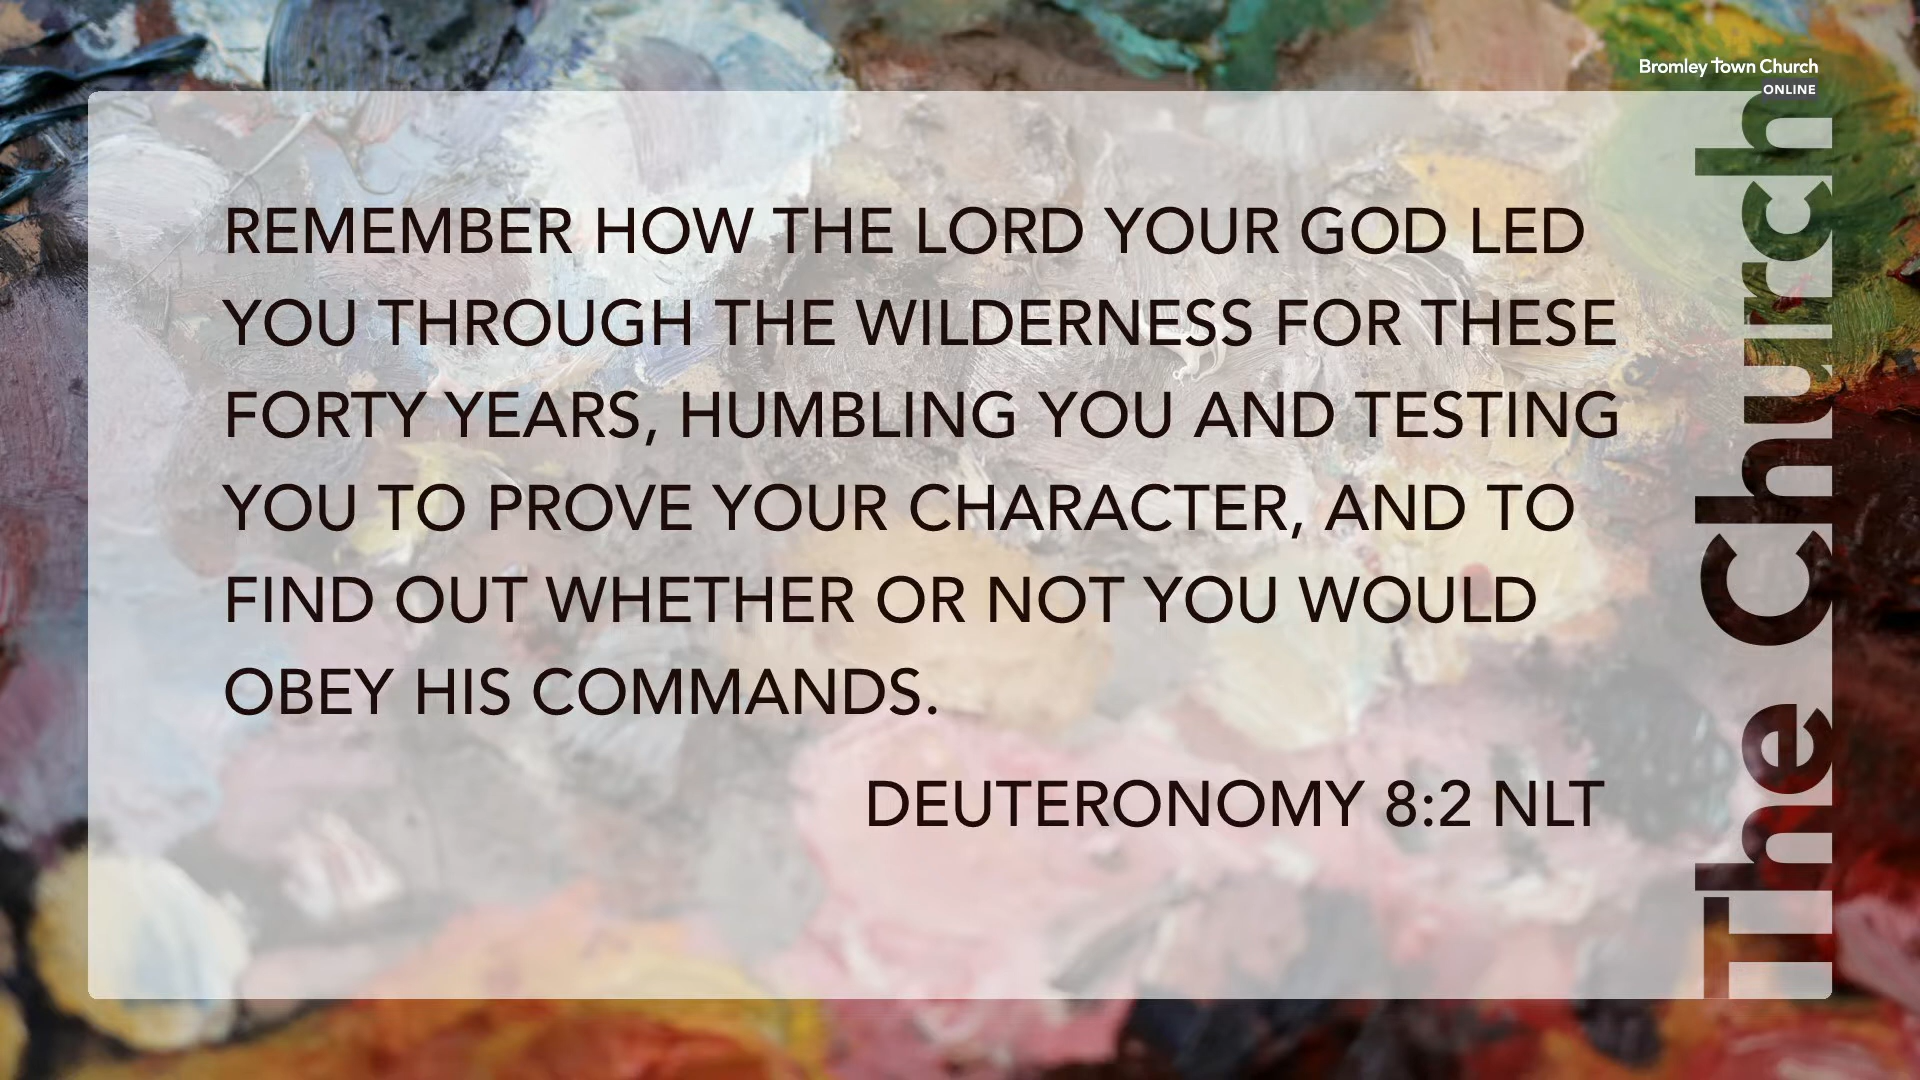 Bromley Town Church
ONLINE
REMEMBER HOW THE LORD YOUR GOD LED
YOU THROUGH THE WILDERNESS FOR THESE
FORTY YEARS, HUMBLING YOU AND TESTING
YOU TO PROVE YOUR CHARACTER, AND TO
FIND OUT WHETHER OR NOT YOU WOULD
OBEY HIS COMMANDS.
DEUTERONOMY 8:2 NLT
The Church